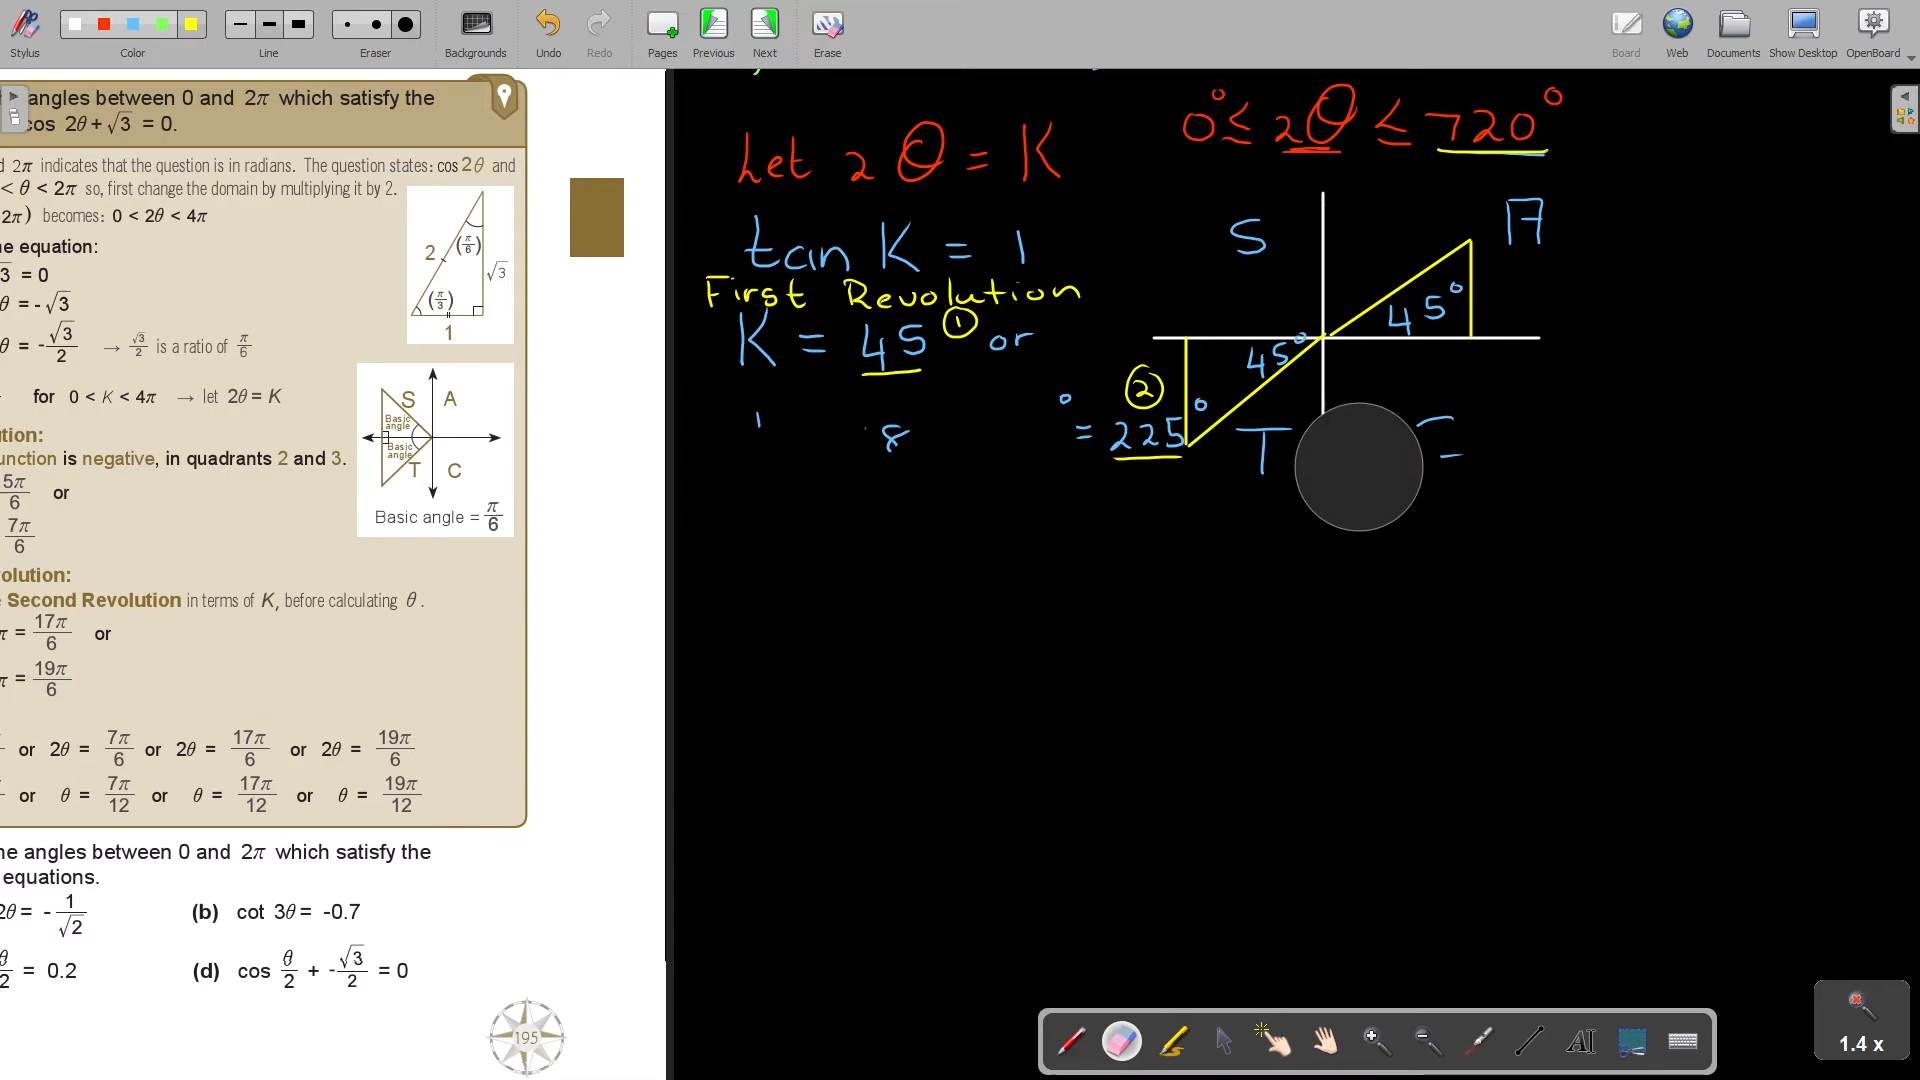 Stylus
Color
Line
Eraser
Backgrounds
Undo
Redo
Pages
Previous
Next
Erase
Board
Web
Documents
Show Desktop
OpenBoard
angles between 0 and 2π which satisfy the
cos 2θ + √3 = 0.
2π indicates that the question is in radians. The question states: cos 2θ and
< θ < 2π so, first change the domain by multiplying it by 2.
2π) becomes: 0 < 2θ < 4π
equation:
3 = 0
θ = - √3
θ = -√3/2 → √3/2 is a ratio of π/6
for 0 < K < 4π → let 2θ = K
2
(π/6)
√3
(π/3)
1
is negative, in quadrants 2 and 3.
5π/6 or
7π/6
S A
Basic angle
Basic angle
T C
Basic angle = π/6
Second Revolution in terms of K, before calculating θ.
π = 17π/6 or
π = 19π/6
or 2θ = 7π/6 or 2θ = 17π/6 or 2θ = 19π/6
or θ = 7π/12 or θ = 17π/12 or θ = 19π/12
angles between 0 and 2π which satisfy the
equations.
2θ = - 1/√2 (b) cot 3θ = -0.7
θ/2 = 0.2 (d) cos θ/2 + -√3/2 = 0
195
Let 2θ = K
0° ≤ 2θ ≤ 720°
tan K = 1
First Revolution
K = 45 ① or
8 ° = 225° ②
S A
45°
45°
T
1.4 x